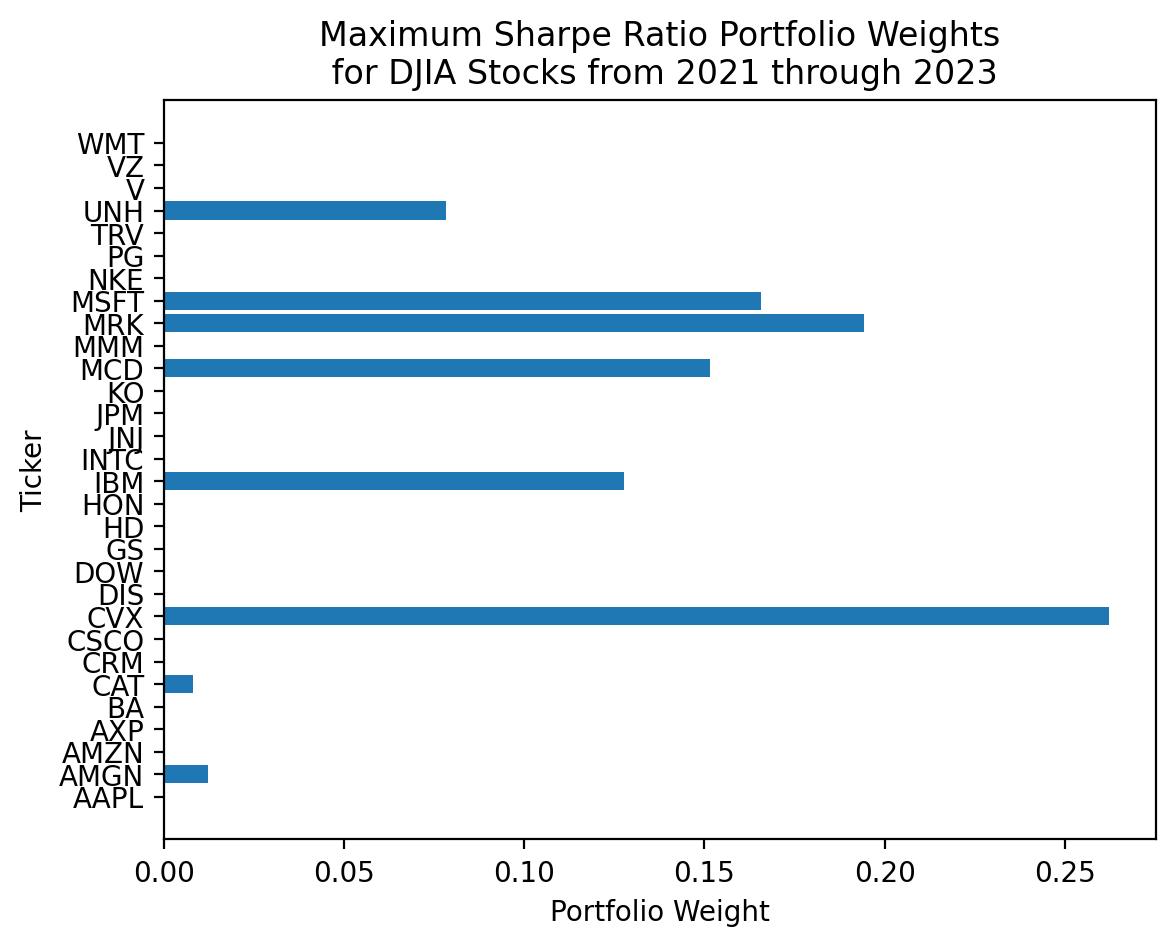 Maximum Sharpe Ratio Portfolio Weights
for DJIA Stocks from 2021 through 2023
WMT
VZ
V
UNH
TRV
PG
NKE
MSFT
MRK
MMM
MCD
KO
JPM
JNJ
INTC
IBM
HON
HD
GS
DOW
DIS
CVX
CSCO
CRM
CAT
BA
AXP
AMZN
AMGN
AAPL
Ticker
0.00 0.05 0.10 0.15 0.20 0.25
Portfolio Weight